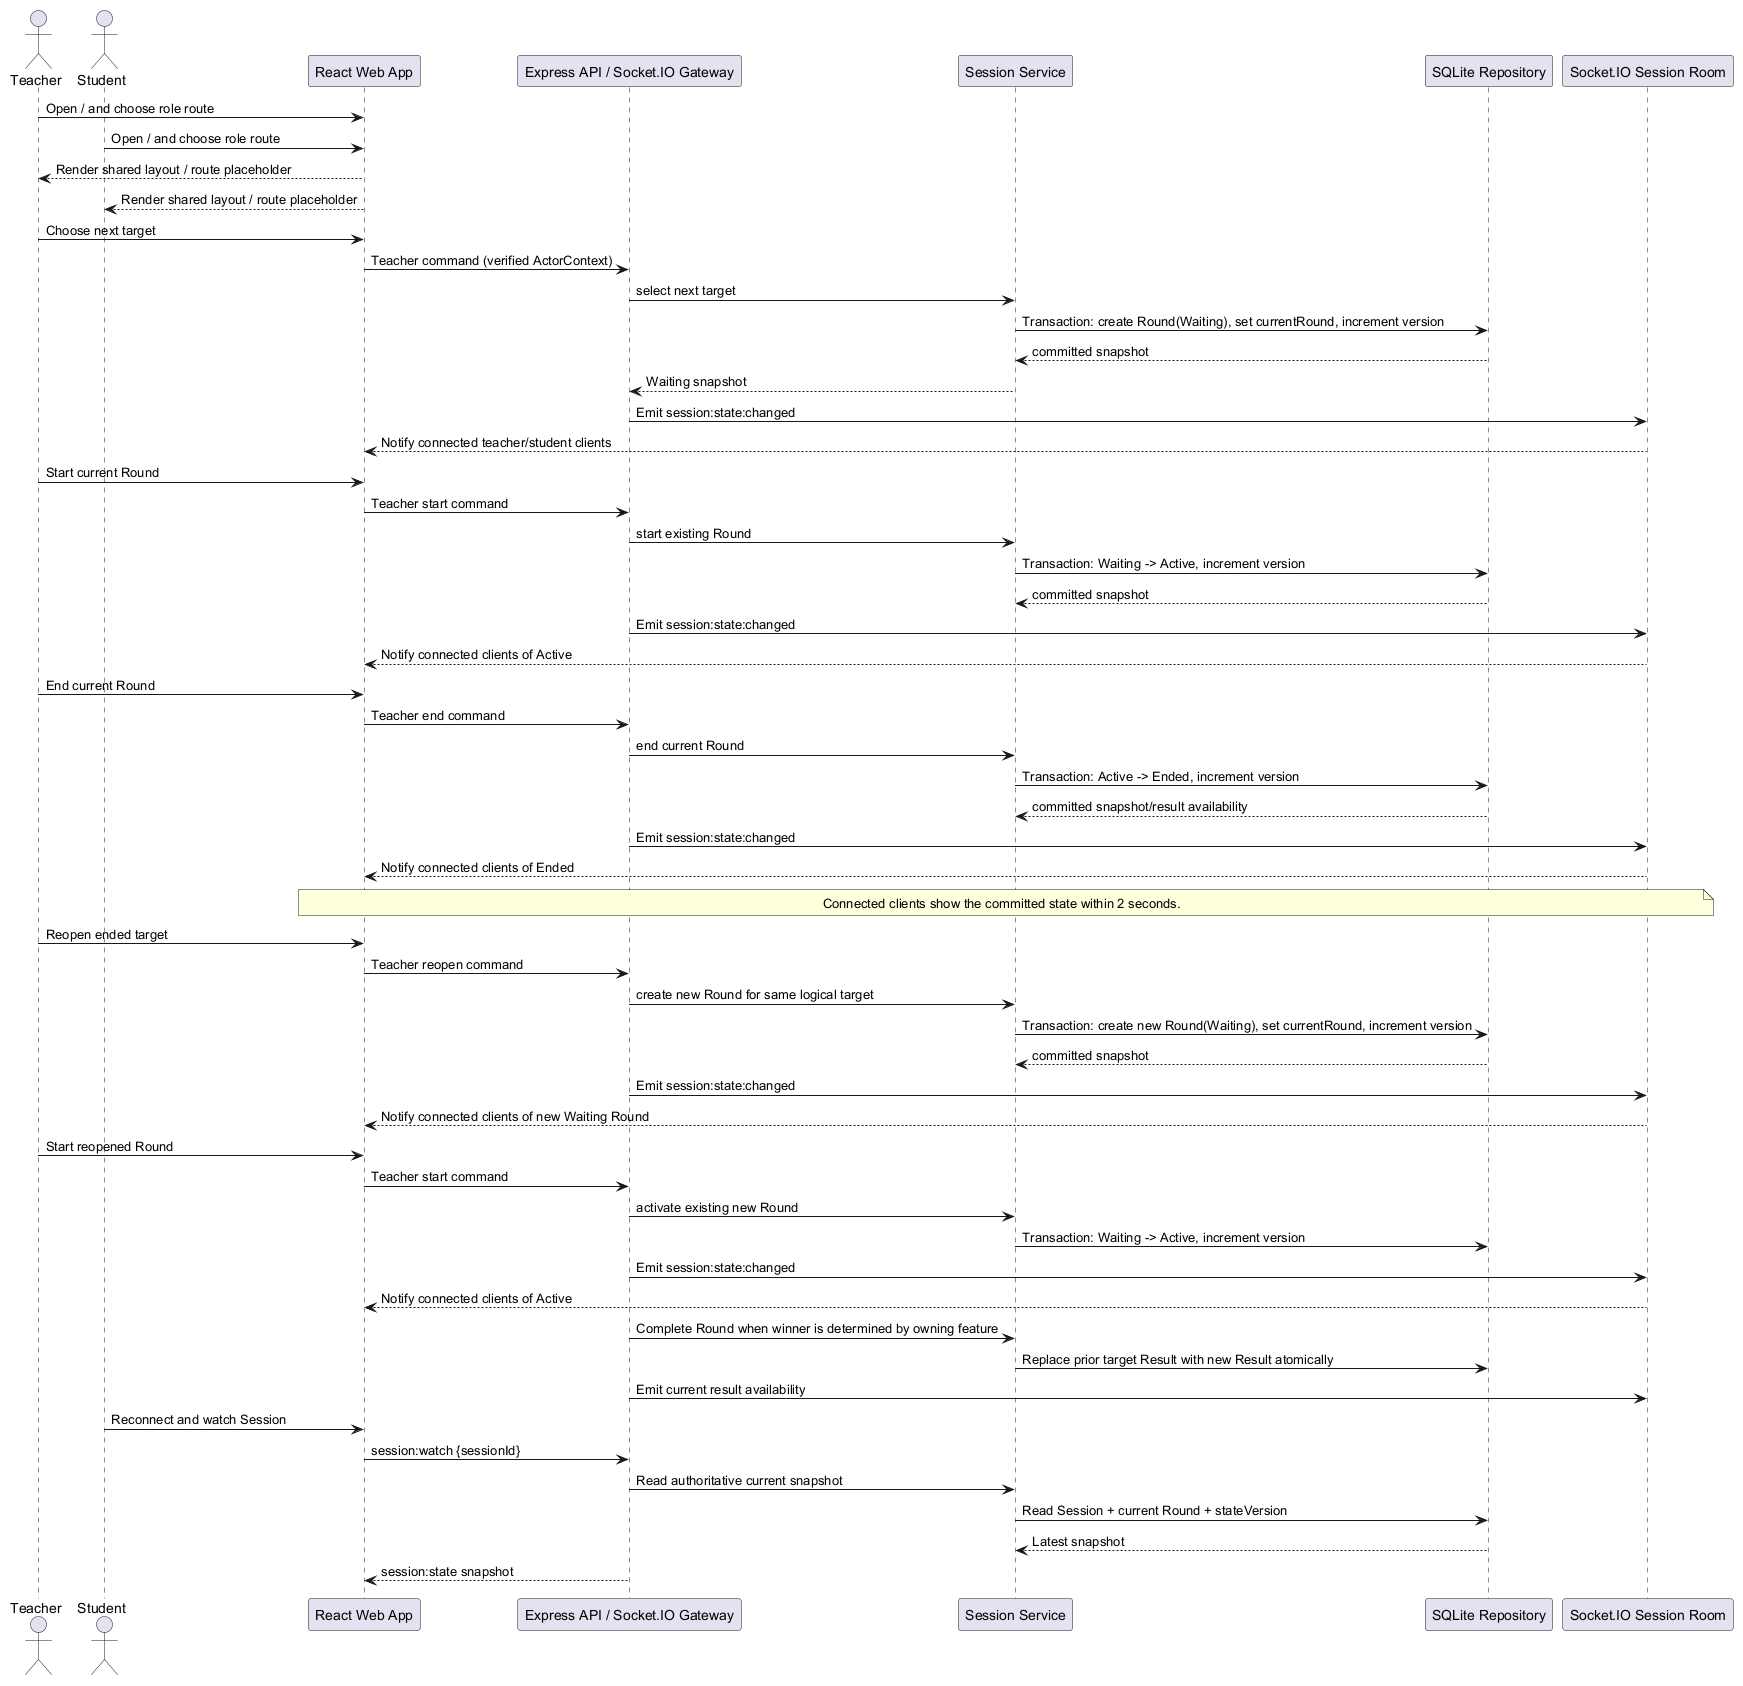 Teacher
Student
React Web App
Express API / Socket.IO Gateway
Session Service
SQLite Repository
Socket.IO Session Room
Open / and choose role route
Open / and choose role route
Render shared layout / route placeholder
Render shared layout / route placeholder
Choose next target
Teacher command (verified ActorContext)
select next target
Transaction: create Round(Waiting), set currentRound, increment version
committed snapshot
Waiting snapshot
Emit session:state:changed
Notify connected teacher/student clients
Start current Round
Teacher start command
start existing Round
Transaction: Waiting -> Active, increment version
committed snapshot
Emit session:state:changed
Notify connected clients of Active
End current Round
Teacher end command
end current Round
Transaction: Active -> Ended, increment version
committed snapshot/result availability
Emit session:state:changed
Notify connected clients of Ended
Connected clients show the committed state within 2 seconds.
Reopen ended target
Teacher reopen command
create new Round for same logical target
Transaction: create new Round(Waiting), set currentRound, increment version
committed snapshot
Emit session:state:changed
Notify connected clients of new Waiting Round
Start reopened Round
Teacher start command
activate existing new Round
Transaction: Waiting -> Active, increment version
Emit session:state:changed
Notify connected clients of Active
Complete Round when winner is determined by owning feature
Replace prior target Result with new Result atomically
Emit current result availability
Reconnect and watch Session
session:watch {sessionId}
Read authoritative current snapshot
Read Session + current Round + stateVersion
Latest snapshot
session:state snapshot
Teacher
Student
React Web App
Express API / Socket.IO Gateway
Session Service
SQLite Repository
Socket.IO Session Room